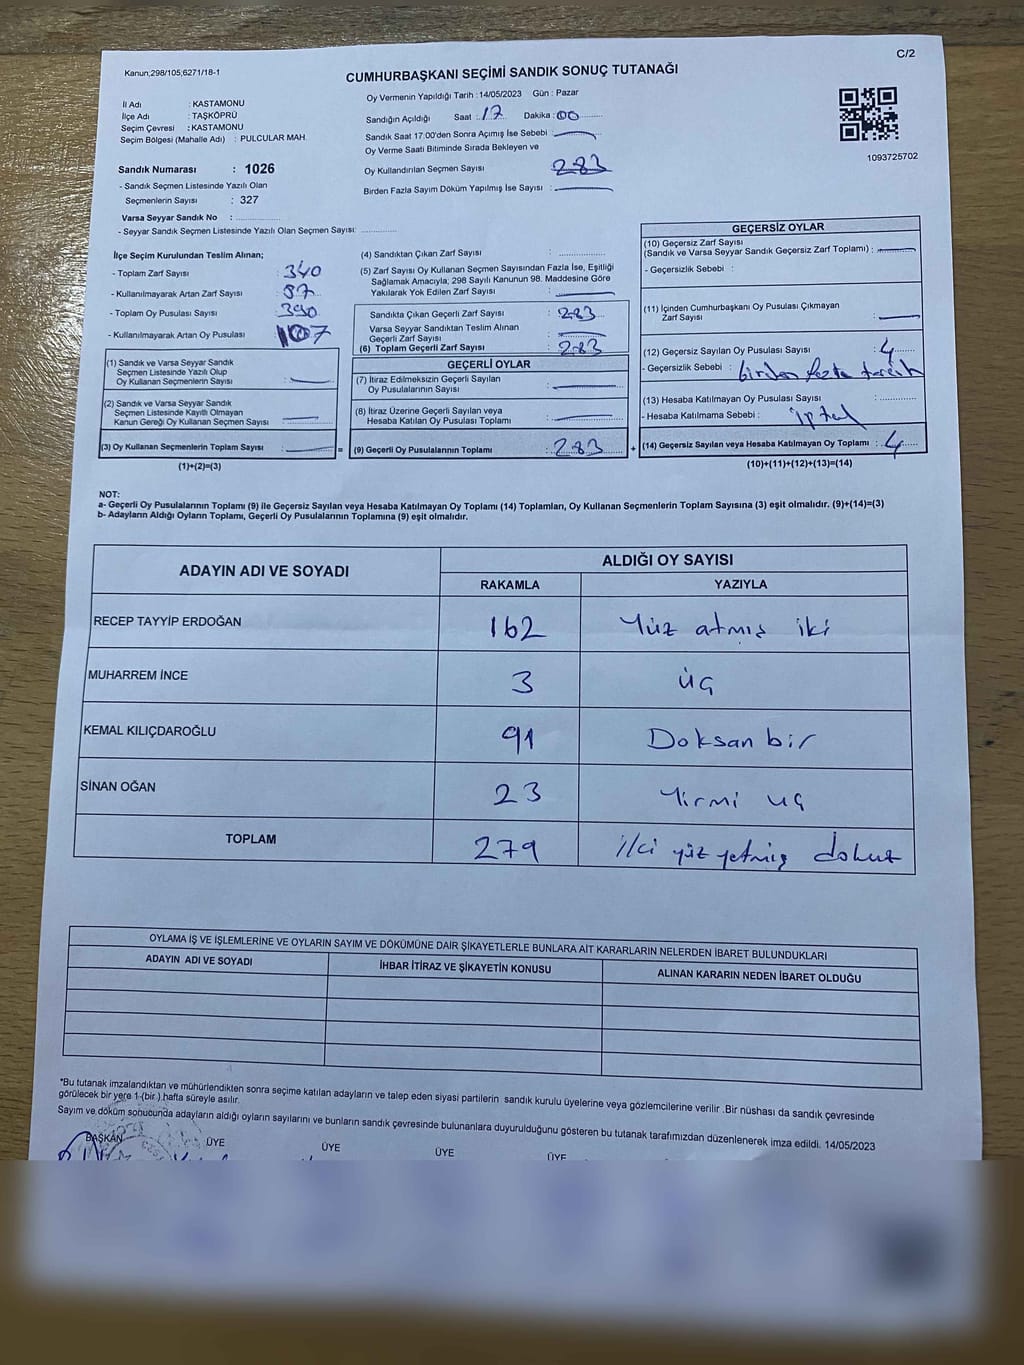 C/2
Kanun;298/105;6271/18-1
CUMHURBAŞKANI SEÇİMİ SANDIK SONUÇ TUTANAĞI
İl Adı : KASTAMONU
İlçe Adı : TAŞKÖPRÜ
Seçim Çevresi : KASTAMONU
Seçim Bölgesi (Mahalle Adı) : PULCULAR MAH.
Sandık Numarası : 1026
- Sandık Seçmen Listesinde Yazılı Olan
Seçmenlerin Sayısı : 327
Varsa Seyyar Sandık No :
- Seyyar Sandık Seçmen Listesinde Yazılı Olan Seçmen Sayısı:
Oy Vermenin Yapıldığı Tarih :14/05/2023 Gün : Pazar
Sandığın Açıldığı Saat : 17 Dakika : 00
Sandık Saat 17:00'den Sonra Açımış İse Sebebi :
Oy Verme Saati Bitiminde Sırada Bekleyen ve
Oy Kullandırılan Seçmen Sayısı 283
Birden Fazla Sayım Döküm Yapılmış İse Sayısı :
1093725702
İlçe Seçim Kurulundan Teslim Alınan;
- Toplam Zarf Sayısı : 340
- Kullanılmayarak Artan Zarf Sayısı : 57
- Toplam Oy Pusulası Sayısı : 390
- Kullanılmayarak Artan Oy Pusulası : 107
(1) Sandık ve Varsa Seyyar Sandık
Seçmen Listesinde Yazılı Olup
Oy Kullanan Seçmenlerin Sayısı :
(2) Sandık ve Varsa Seyyar Sandık
Seçmen Listesinde Kayıtlı Olmayan
Kanun Gereği Oy Kullanan Seçmen Sayısı
(3) Oy Kullanan Seçmenlerin Toplam Sayısı :
(1)+(2)=(3)
(4) Sandıktan Çıkan Zarf Sayısı :
(5) Zarf Sayısı Oy Kullanan Seçmen Sayısından Fazla İse, Eşitliği
Sağlamak Amacıyla; 298 Sayılı Kanunun 98. Maddesine Göre
Yakılarak Yok Edilen Zarf Sayısı :
Sandıkta Çıkan Geçerli Zarf Sayısı : 283
Varsa Seyyar Sandıktan Teslim Alınan
Geçerli Zarf Sayısı :
(6) Toplam Geçerli Zarf Sayısı : 283
GEÇERLİ OYLAR
(7) İtiraz Edilmeksizin Geçerli Sayılan
Oy Pusulalarının Sayısı :
(8) İtiraz Üzerine Geçerli Sayılan veya
Hesaba Katılan Oy Pusulası Toplamı :
= (9) Geçerli Oy Pusulalarının Toplamı : 283 +
GEÇERSİZ OYLAR
(10) Geçersiz Zarf Sayısı
(Sandık ve Varsa Seyyar Sandık Geçersiz Zarf Toplamı) :
- Geçersizlik Sebebi :
(11) İçinden Cumhurbaşkanı Oy Pusulası Çıkmayan
Zarf Sayısı :
(12) Geçersiz Sayılan Oy Pusulası Sayısı : 4
- Geçersizlik Sebebi : birden fazla tercih
(13) Hesaba Katılmayan Oy Pusulası Sayısı :
- Hesaba Katılmama Sebebi : iptal
(14) Geçersiz Sayılan veya Hesaba Katılmayan Oy Toplamı : 4
(10)+(11)+(12)+(13)=(14)
NOT:
a- Geçerli Oy Pusulalarının Toplamı (9) ile Geçersiz Sayılan veya Hesaba Katılmayan Oy Toplamı (14) Toplamları, Oy Kullanan Seçmenlerin Toplam Sayısına (3) eşit olmalıdır. (9)+(14)=(3)
b- Adayların Aldığı Oyların Toplamı, Geçerli Oy Pusulalarının Toplamına (9) eşit olmalıdır.
ADAYIN ADI VE SOYADI
ALDIĞI OY SAYISI
RAKAMLA YAZIYLA
RECEP TAYYİP ERDOĞAN 162 Yüz atmış iki
MUHARREM İNCE 3 üç
KEMAL KILIÇDAROĞLU 91 Doksan bir
SİNAN OĞAN 23 Yirmi üç
TOPLAM 279 iki yüz yetmiş dokuz
OYLAMA İŞ VE İŞLEMLERİNE VE OYLARIN SAYIM VE DÖKÜMÜNE DAİR ŞİKAYETLERLE BUNLARA AİT KARARLARIN NELERDEN İBARET BULUNDUKLARI
ADAYIN ADI VE SOYADI İHBAR İTİRAZ VE ŞİKAYETİN KONUSU ALINAN KARARIN NEDEN İBARET OLDUĞU
*Bu tutanak imzalandıktan ve mühürlendikten sonra seçime katılan adayların ve talep eden siyasi partilerin sandık kurulu üyelerine veya gözlemcilerine verilir .Bir nüshası da sandık çevresinde
görülecek bir yere 1 (bir ) hafta süreyle asılır.
Sayım ve döküm sonucunda adayların aldığı oyların sayılarını ve bunların sandık çevresinde bulunanlara duyurulduğunu gösteren bu tutanak tarafımızdan düzenlenerek imza edildi. 14/05/2023
BAŞKAN ÜYE ÜYE ÜYE ÜYE